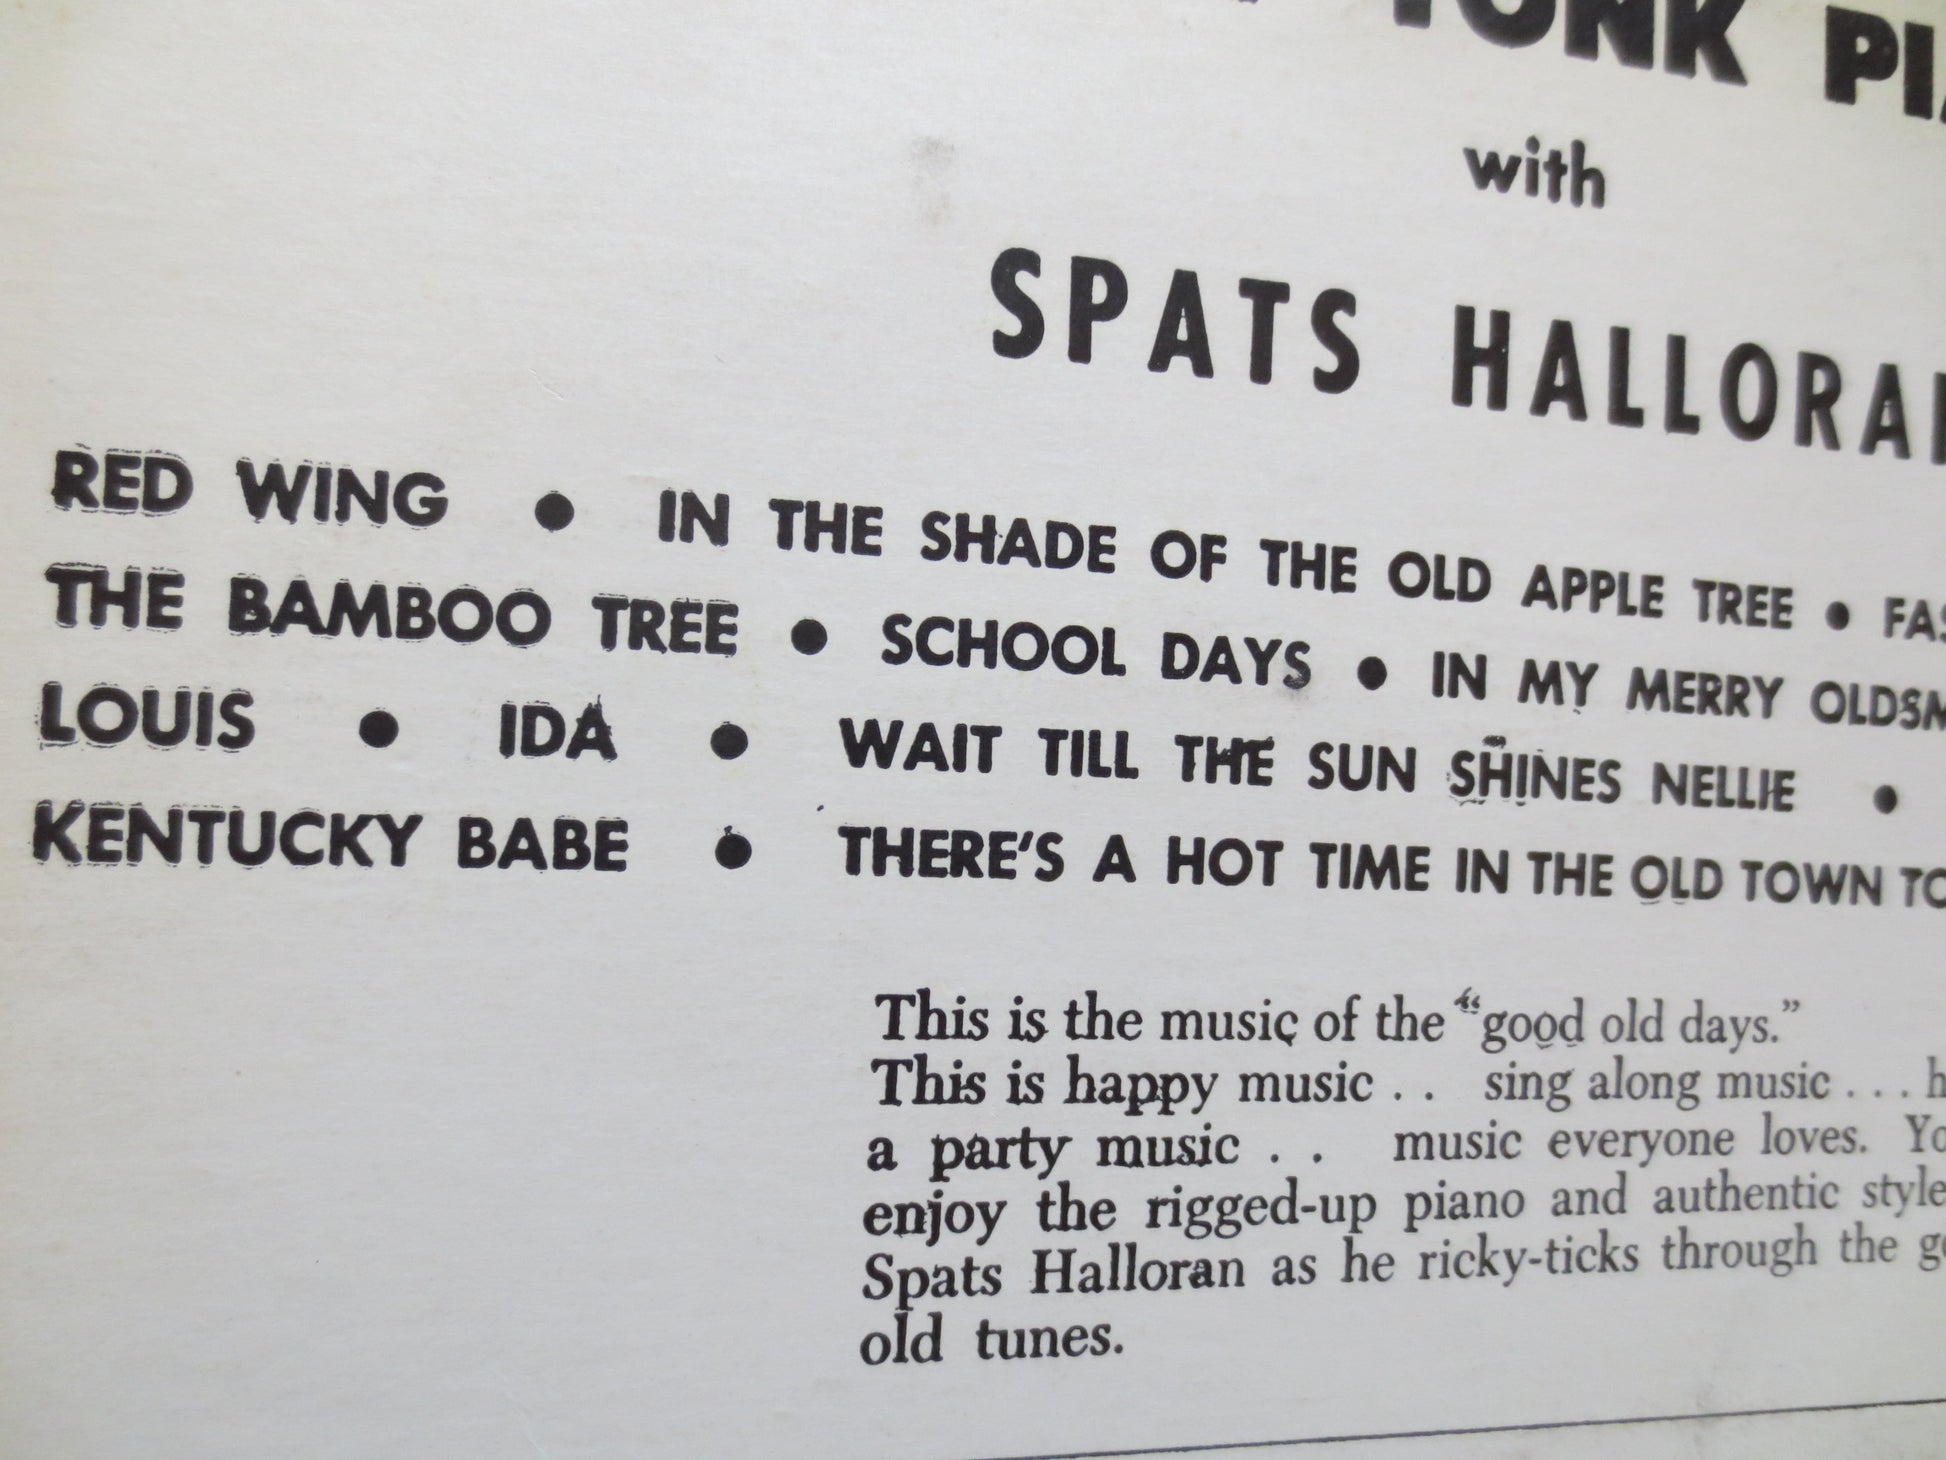 TONK
with
SPATS HALLORAN
RED WING • IN THE SHADE OF THE OLD APPLE TREE •
THE BAMBOO TREE • SCHOOL DAYS • IN MY MERRY
LOUIS • IDA • WAIT TILL THE SUN SHINES NELLIE •
KENTUCKY BABE • THERE'S A HOT TIME IN THE OLD TOWN
This is the music of the “good old days.”
This is happy music . . sing along music . . .
a party music . . music everyone loves.
enjoy the rigged-up piano and authentic style
Spats Halloran as he ricky-ticks through the
old tunes.